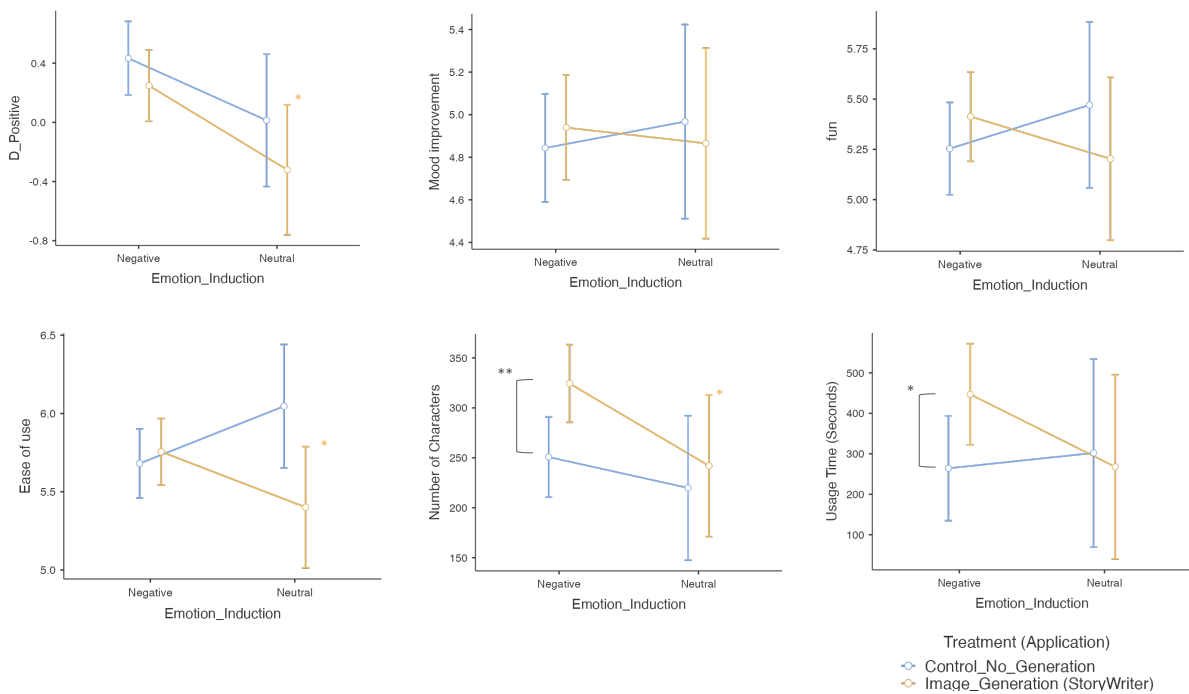 D_Positive
0.4
0.0
-0.4
-0.8
*
Negative
Neutral
Emotion_Induction
Mood improvement
5.4
5.2
5.0
4.8
4.6
4.4
Negative
Neutral
Emotion_Induction
fun
5.75
5.50
5.25
5.00
4.75
Negative
Neutral
Emotion_Induction
Ease of use
6.5
6.0
5.5
5.0
*
Negative
Neutral
Emotion_Induction
Number of Characters
350
300
250
200
150
**
*
Negative
Neutral
Emotion_Induction
Usage Time (Seconds)
500
400
300
200
100
*
Negative
Neutral
Emotion_Induction
Treatment (Application)
Control_No_Generation
Image_Generation (StoryWriter)